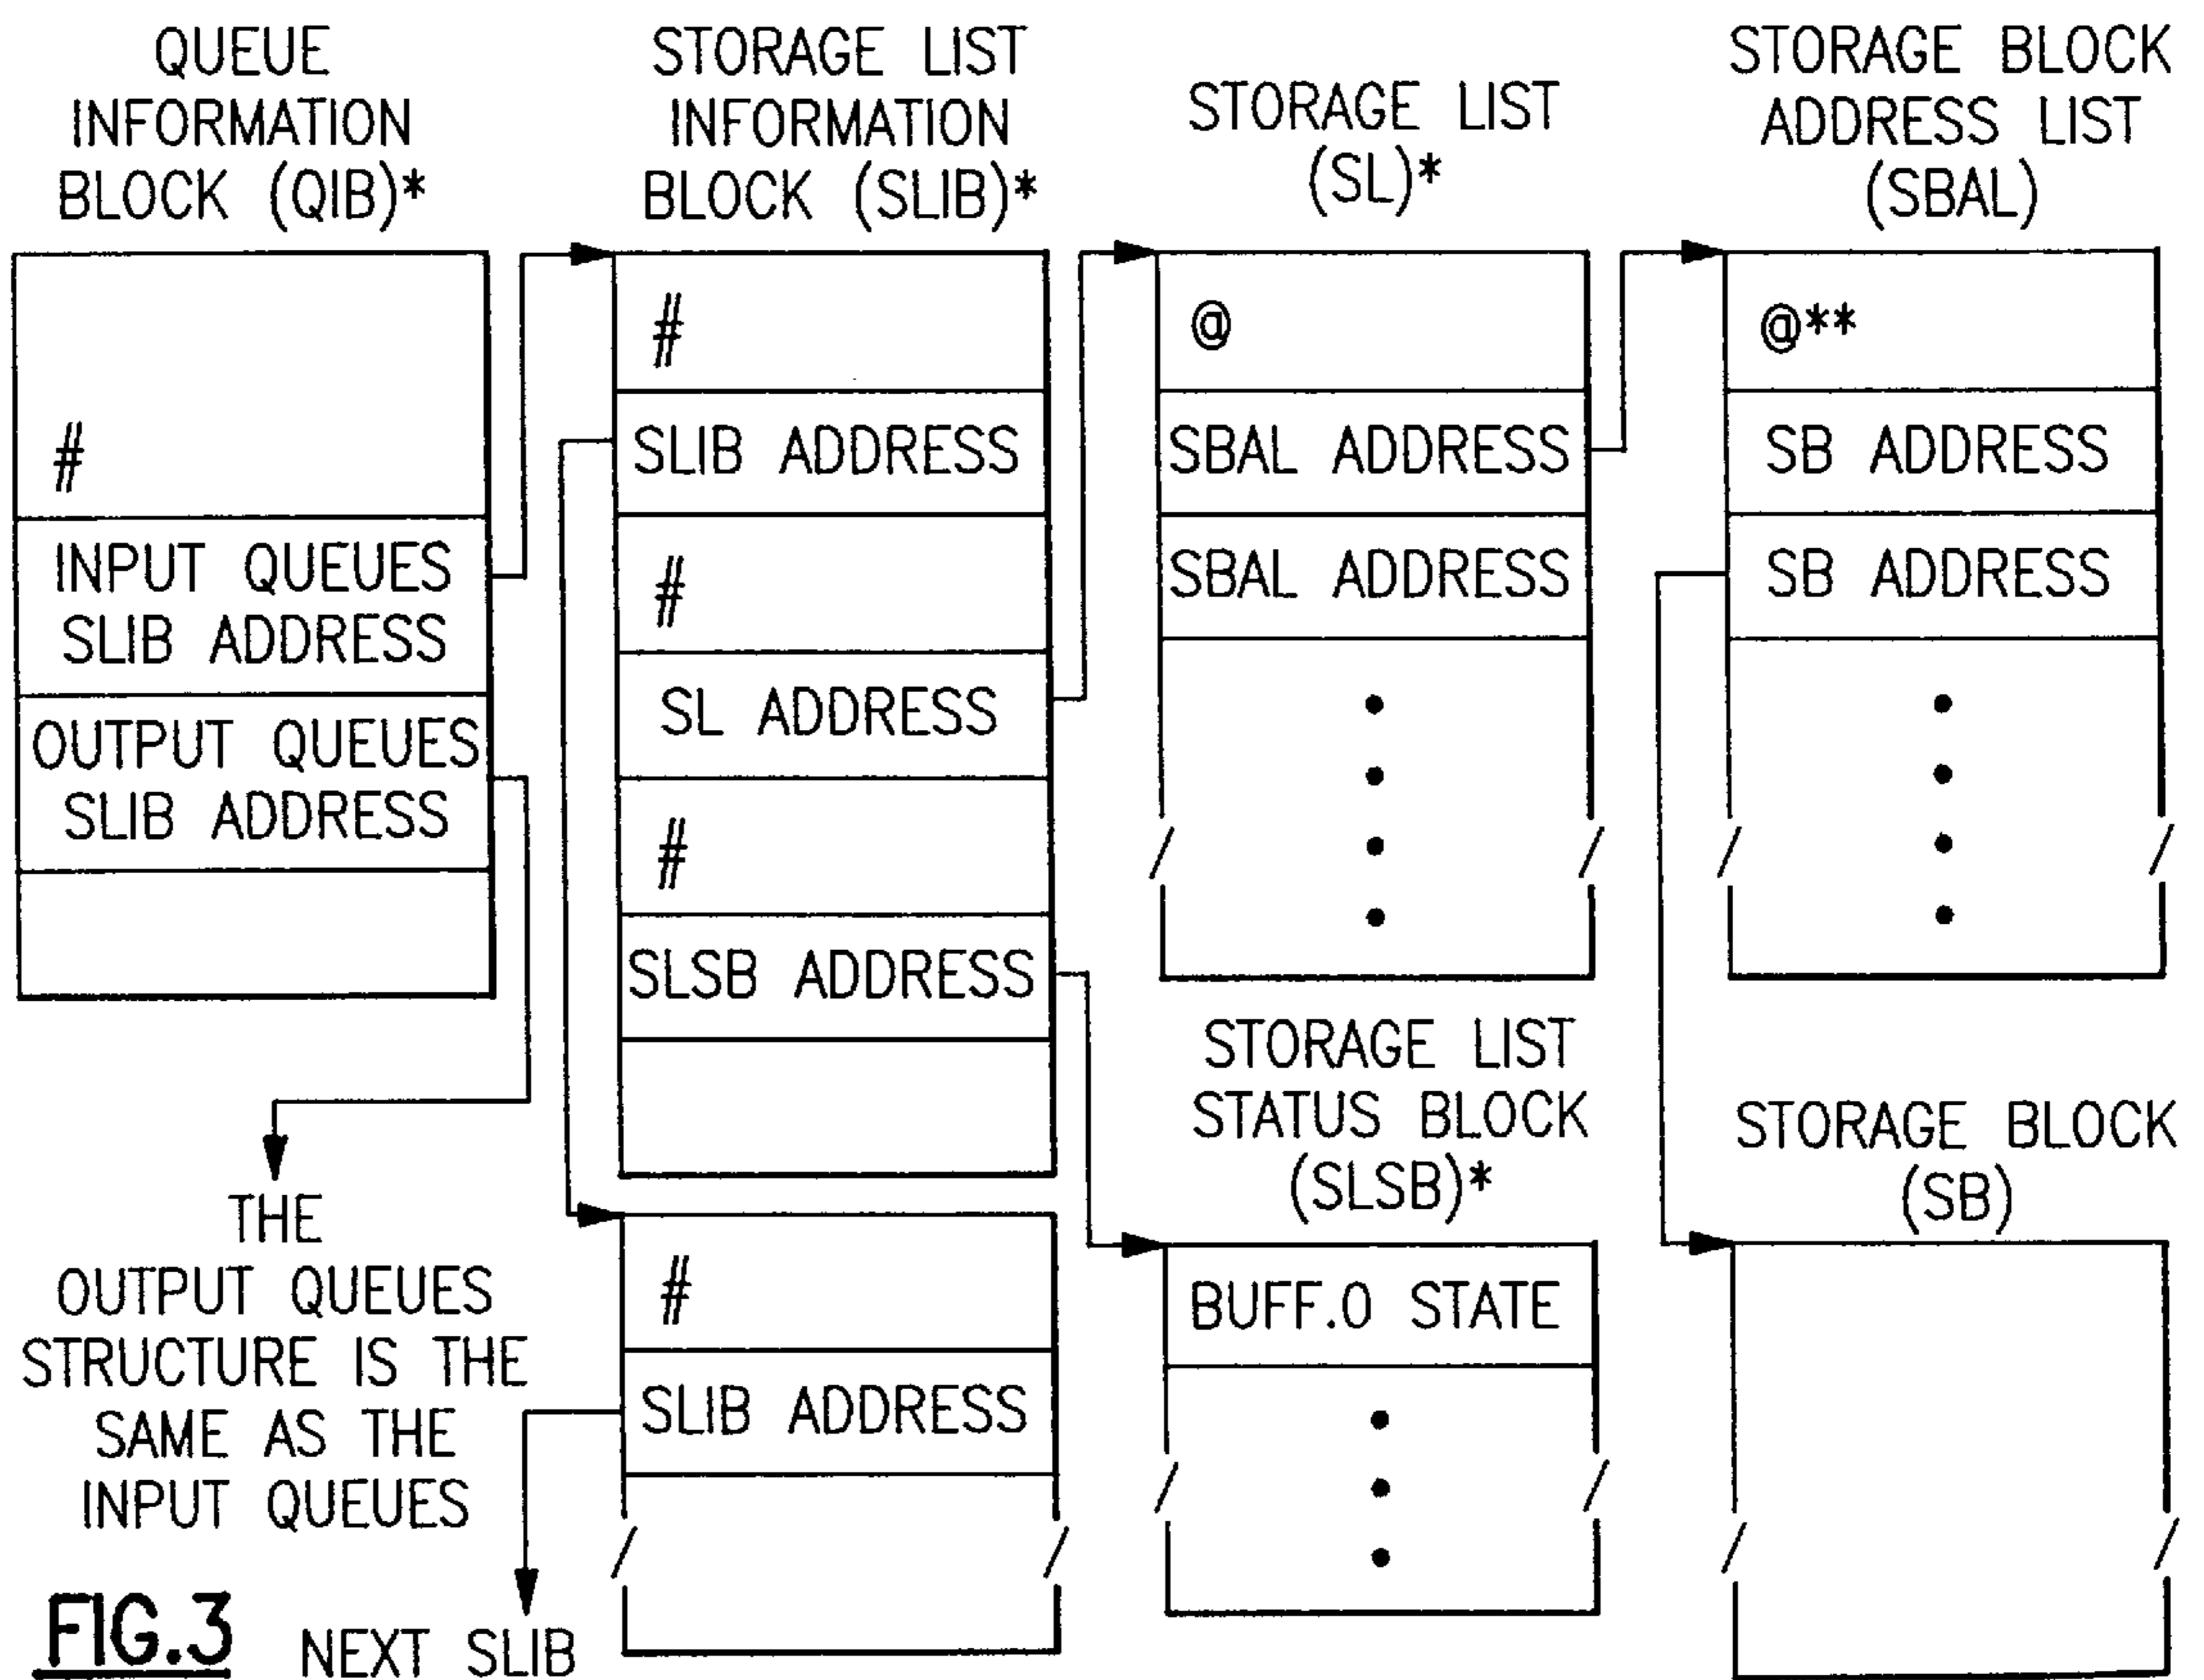 QUEUE
INFORMATION
BLOCK (QIB)*
#
INPUT QUEUES
SLIB ADDRESS
OUTPUT QUEUES
SLIB ADDRESS
THE
OUTPUT QUEUES
STRUCTURE IS THE
SAME AS THE
INPUT QUEUES
STORAGE LIST
INFORMATION
BLOCK (SLIB)*
#
SLIB ADDRESS
#
SL ADDRESS
#
SLSB ADDRESS
#
SLIB ADDRESS
NEXT SLIB
STORAGE LIST
(SL)*
@
SBAL ADDRESS
SBAL ADDRESS
STORAGE LIST
STATUS BLOCK
(SLSB)*
BUFF.0 STATE
STORAGE BLOCK
ADDRESS LIST
(SBAL)
@**
SB ADDRESS
SB ADDRESS
STORAGE BLOCK
(SB)
FIG.3